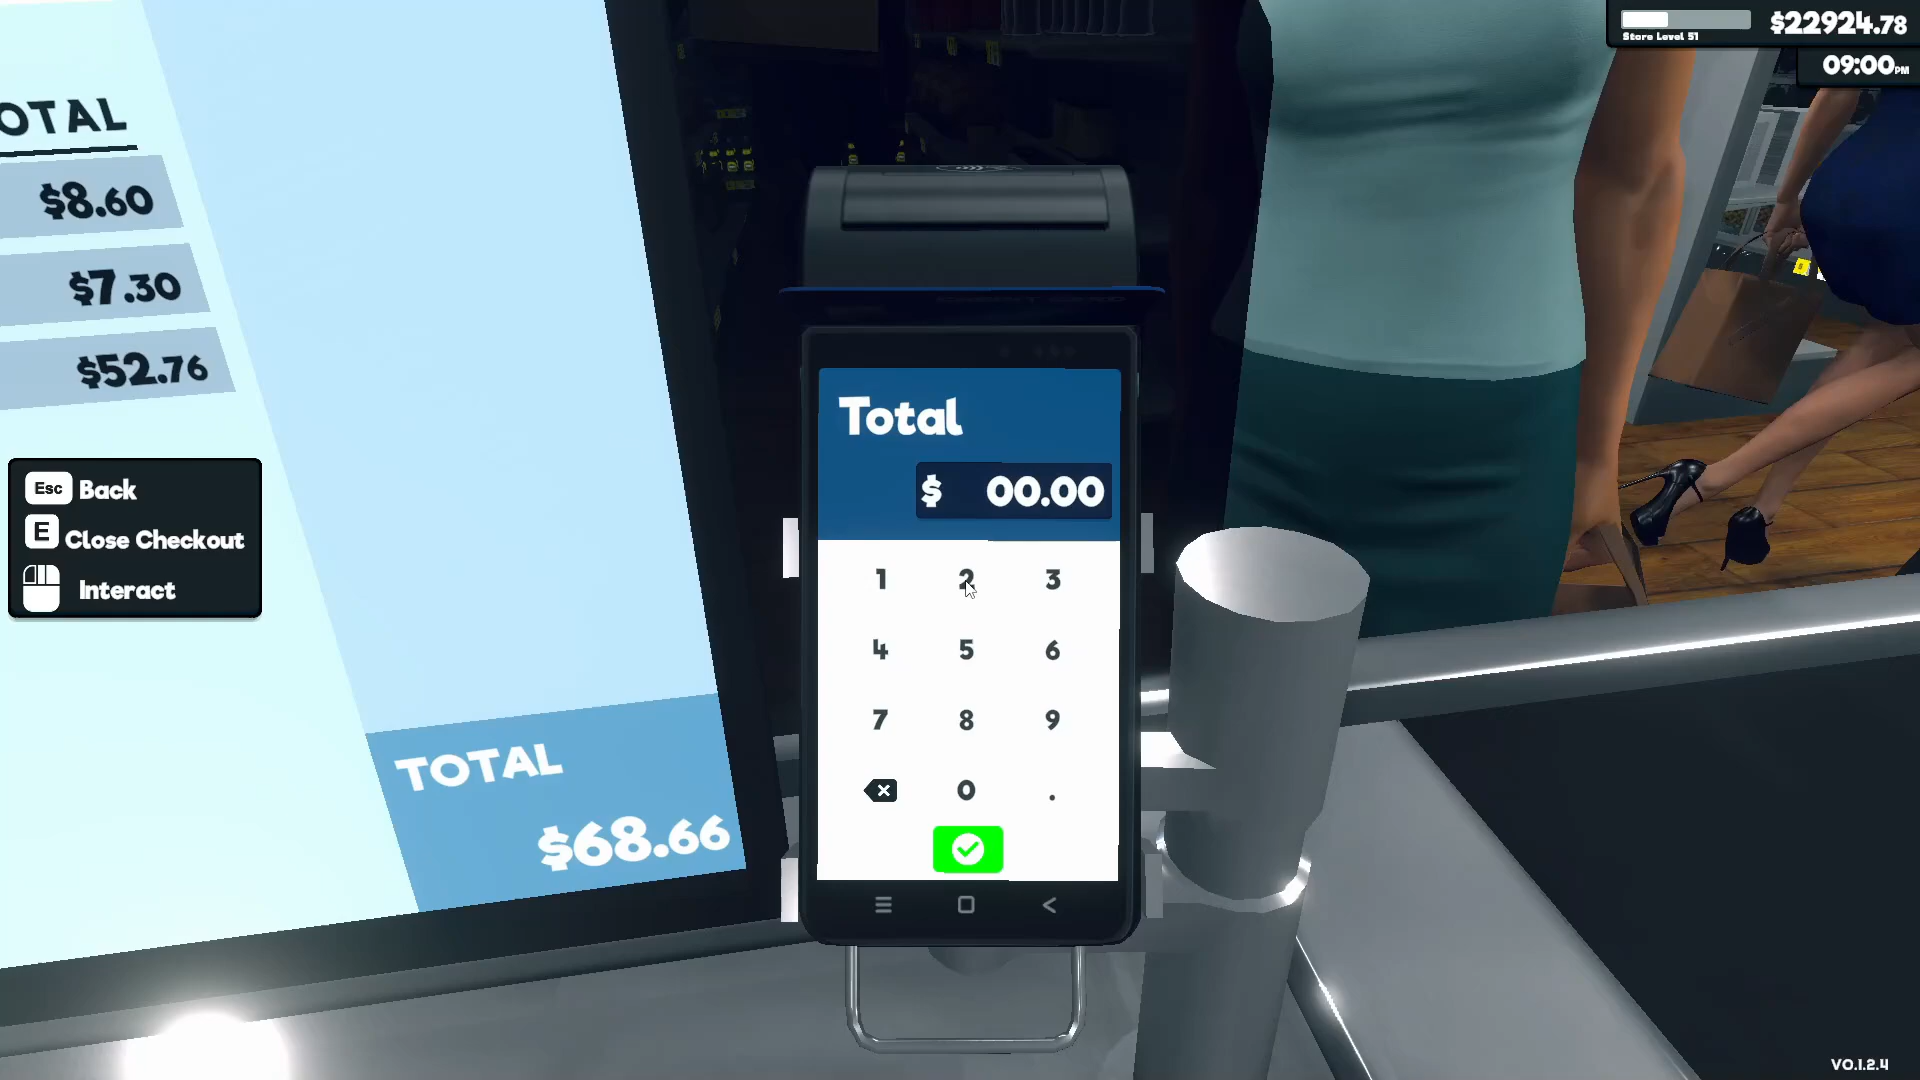 $22924.78
Store Level 51
09:00PM
OTAL
$8.60
$7.30
$52.76
Total
$ 00.00
Esc Back
E Close Checkout
Interact
1 2 3
4 5 6
7 8 9
0 .
TOTAL
$68.66
V0.1.2.4